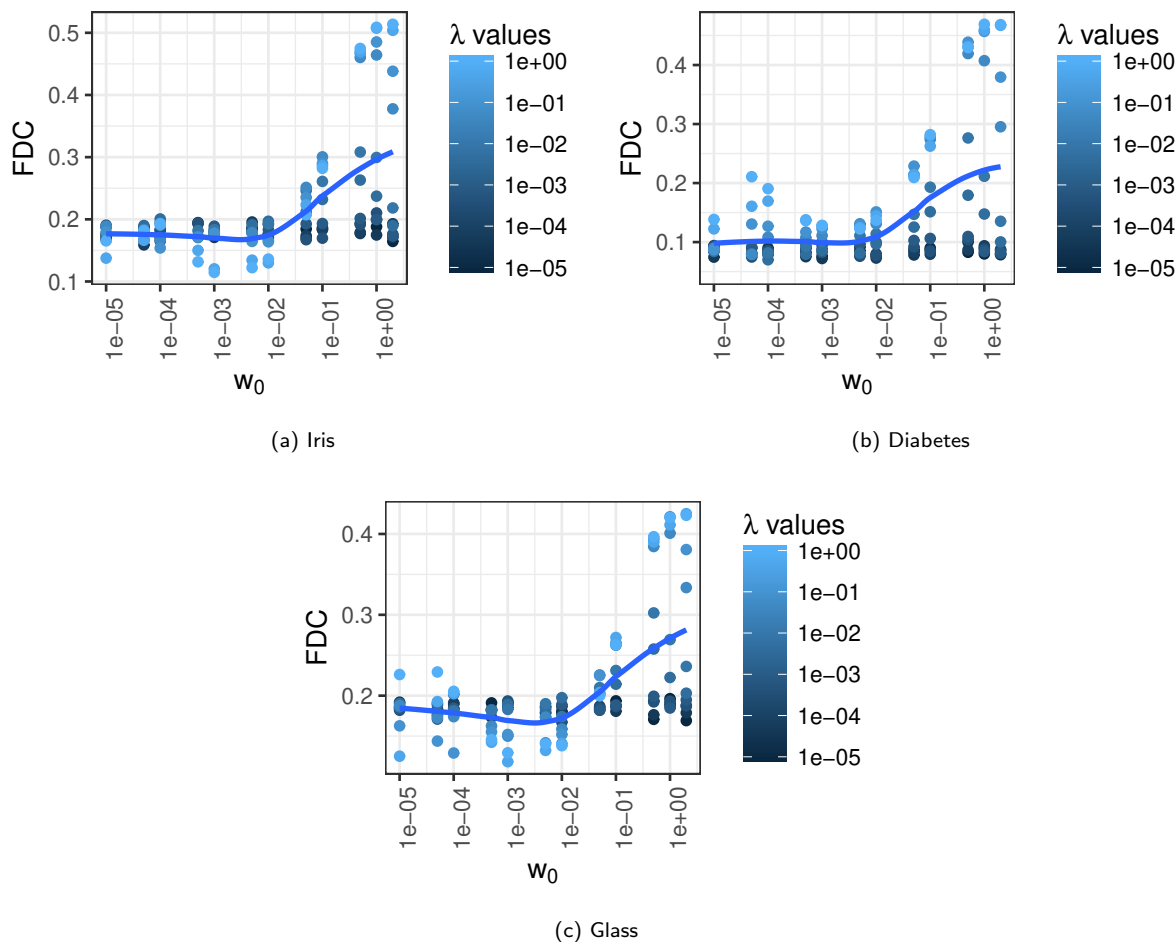 FDC
0.5
0.4
0.3
0.2
0.1
1e−05
1e−04
1e−03
1e−02
1e−01
1e+00
w₀
λ values
1e+00
1e−01
1e−02
1e−03
1e−04
1e−05
(a) Iris
FDC
0.4
0.3
0.2
0.1
1e−05
1e−04
1e−03
1e−02
1e−01
1e+00
w₀
λ values
1e+00
1e−01
1e−02
1e−03
1e−04
1e−05
(b) Diabetes
FDC
0.4
0.3
0.2
1e−05
1e−04
1e−03
1e−02
1e−01
1e+00
w₀
λ values
1e+00
1e−01
1e−02
1e−03
1e−04
1e−05
(c) Glass